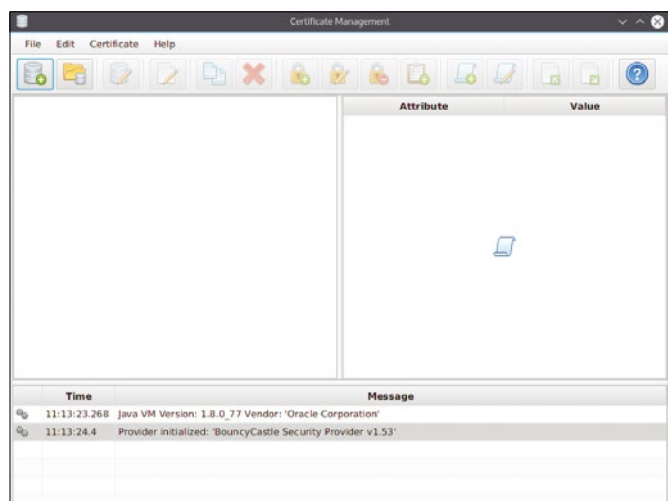 Certificate Management
File Edit Certificate Help
Attribute Value
Time Message
11:13:23.268 Java VM Version: 1.8.0_77 Vendor: 'Oracle Corporation'
11:13:24.4 Provider initialized: 'BouncyCastle Security Provider v1.53'